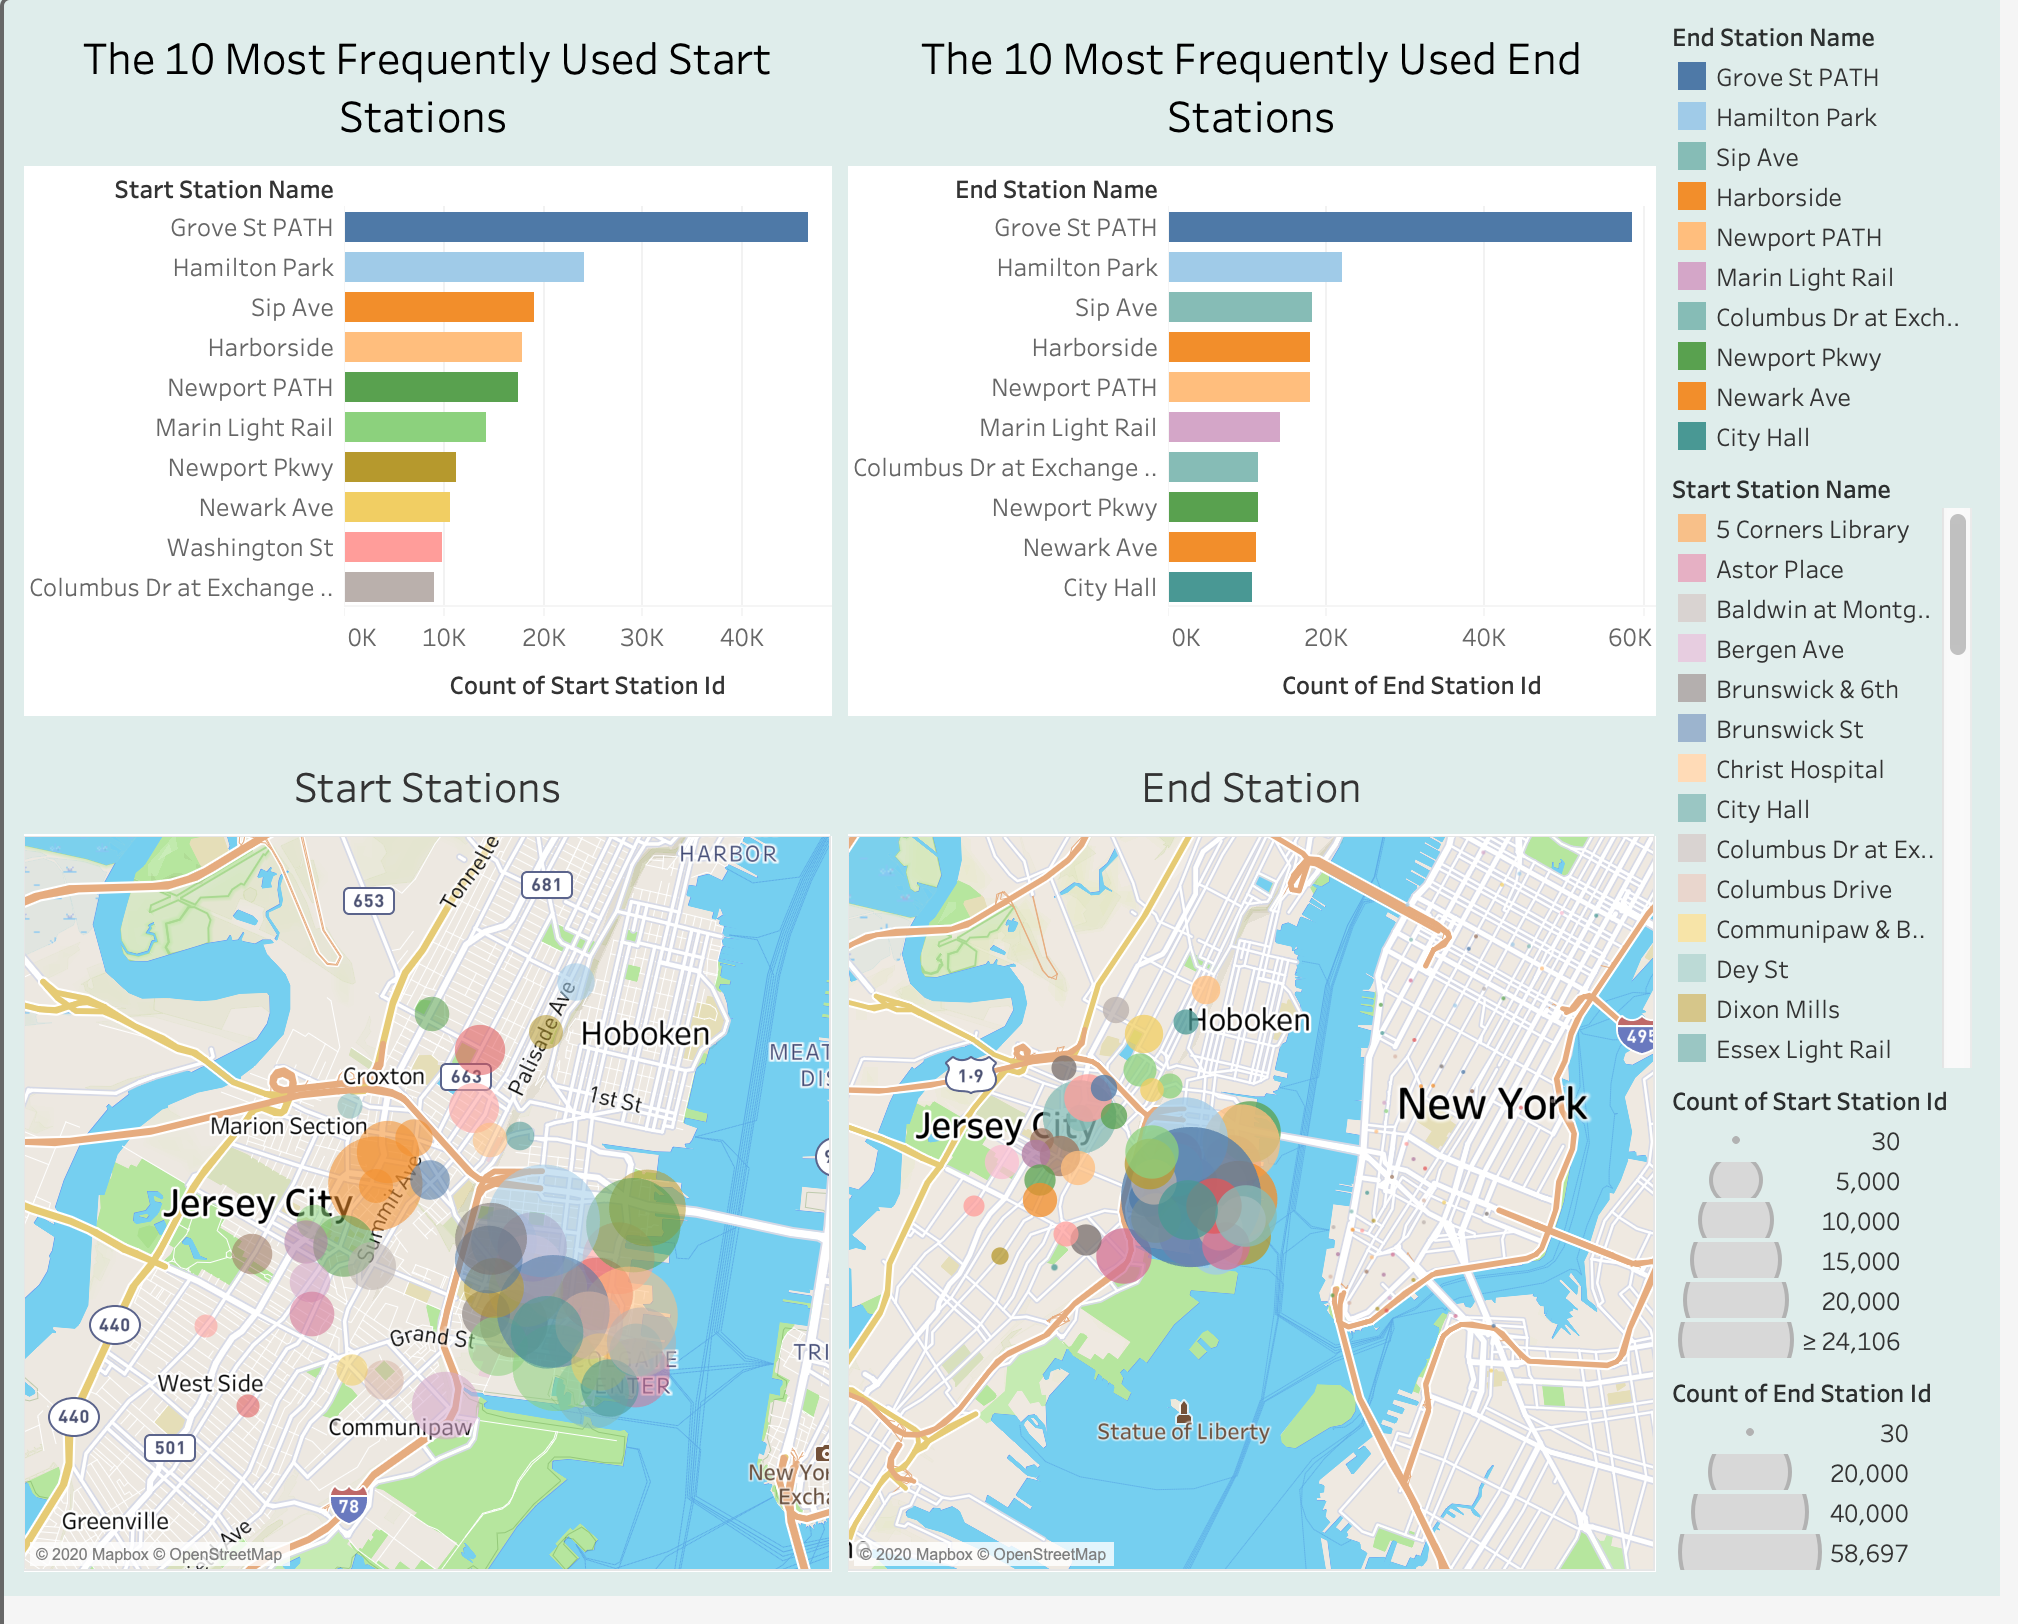 The 10 Most Frequently Used Start
Stations
The 10 Most Frequently Used End
Stations
Start Station Name
Grove St PATH
Hamilton Park
Sip Ave
Harborside
Newport PATH
Marin Light Rail
Newport Pkwy
Newark Ave
Washington St
Columbus Dr at Exchange ..
0K 10K 20K 30K 40K
Count of Start Station Id
End Station Name
Grove St PATH
Hamilton Park
Sip Ave
Harborside
Newport PATH
Marin Light Rail
Columbus Dr at Exchange ..
Newport Pkwy
Newark Ave
City Hall
0K 20K 40K 60K
Count of End Station Id
End Station Name
Grove St PATH
Hamilton Park
Sip Ave
Harborside
Newport PATH
Marin Light Rail
Columbus Dr at Exch..
Newport Pkwy
Newark Ave
City Hall
Start Station Name
5 Corners Library
Astor Place
Baldwin at Montg..
Bergen Ave
Brunswick & 6th
Brunswick St
Christ Hospital
City Hall
Columbus Dr at Ex..
Columbus Drive
Communipaw & B..
Dey St
Dixon Mills
Essex Light Rail
Count of Start Station Id
30
5,000
10,000
15,000
20,000
≥ 24,106
Count of End Station Id
30
20,000
40,000
58,697
Start Stations
HARBOR
Tonnelle
681
653
Palisade Ave
Hoboken
MEAT
DIS
Croxton
663
1st St
Marion Section
Jersey City
Summit Ave
440
Grand St
CENTER
TRI
West Side
440
Communipaw
501
New Yor
Excha
78
Greenville
Ave
© 2020 Mapbox © OpenStreetMap
End Station
Hoboken
495
1-9
New York
Jersey City
Statue of Liberty
© 2020 Mapbox © OpenStreetMap